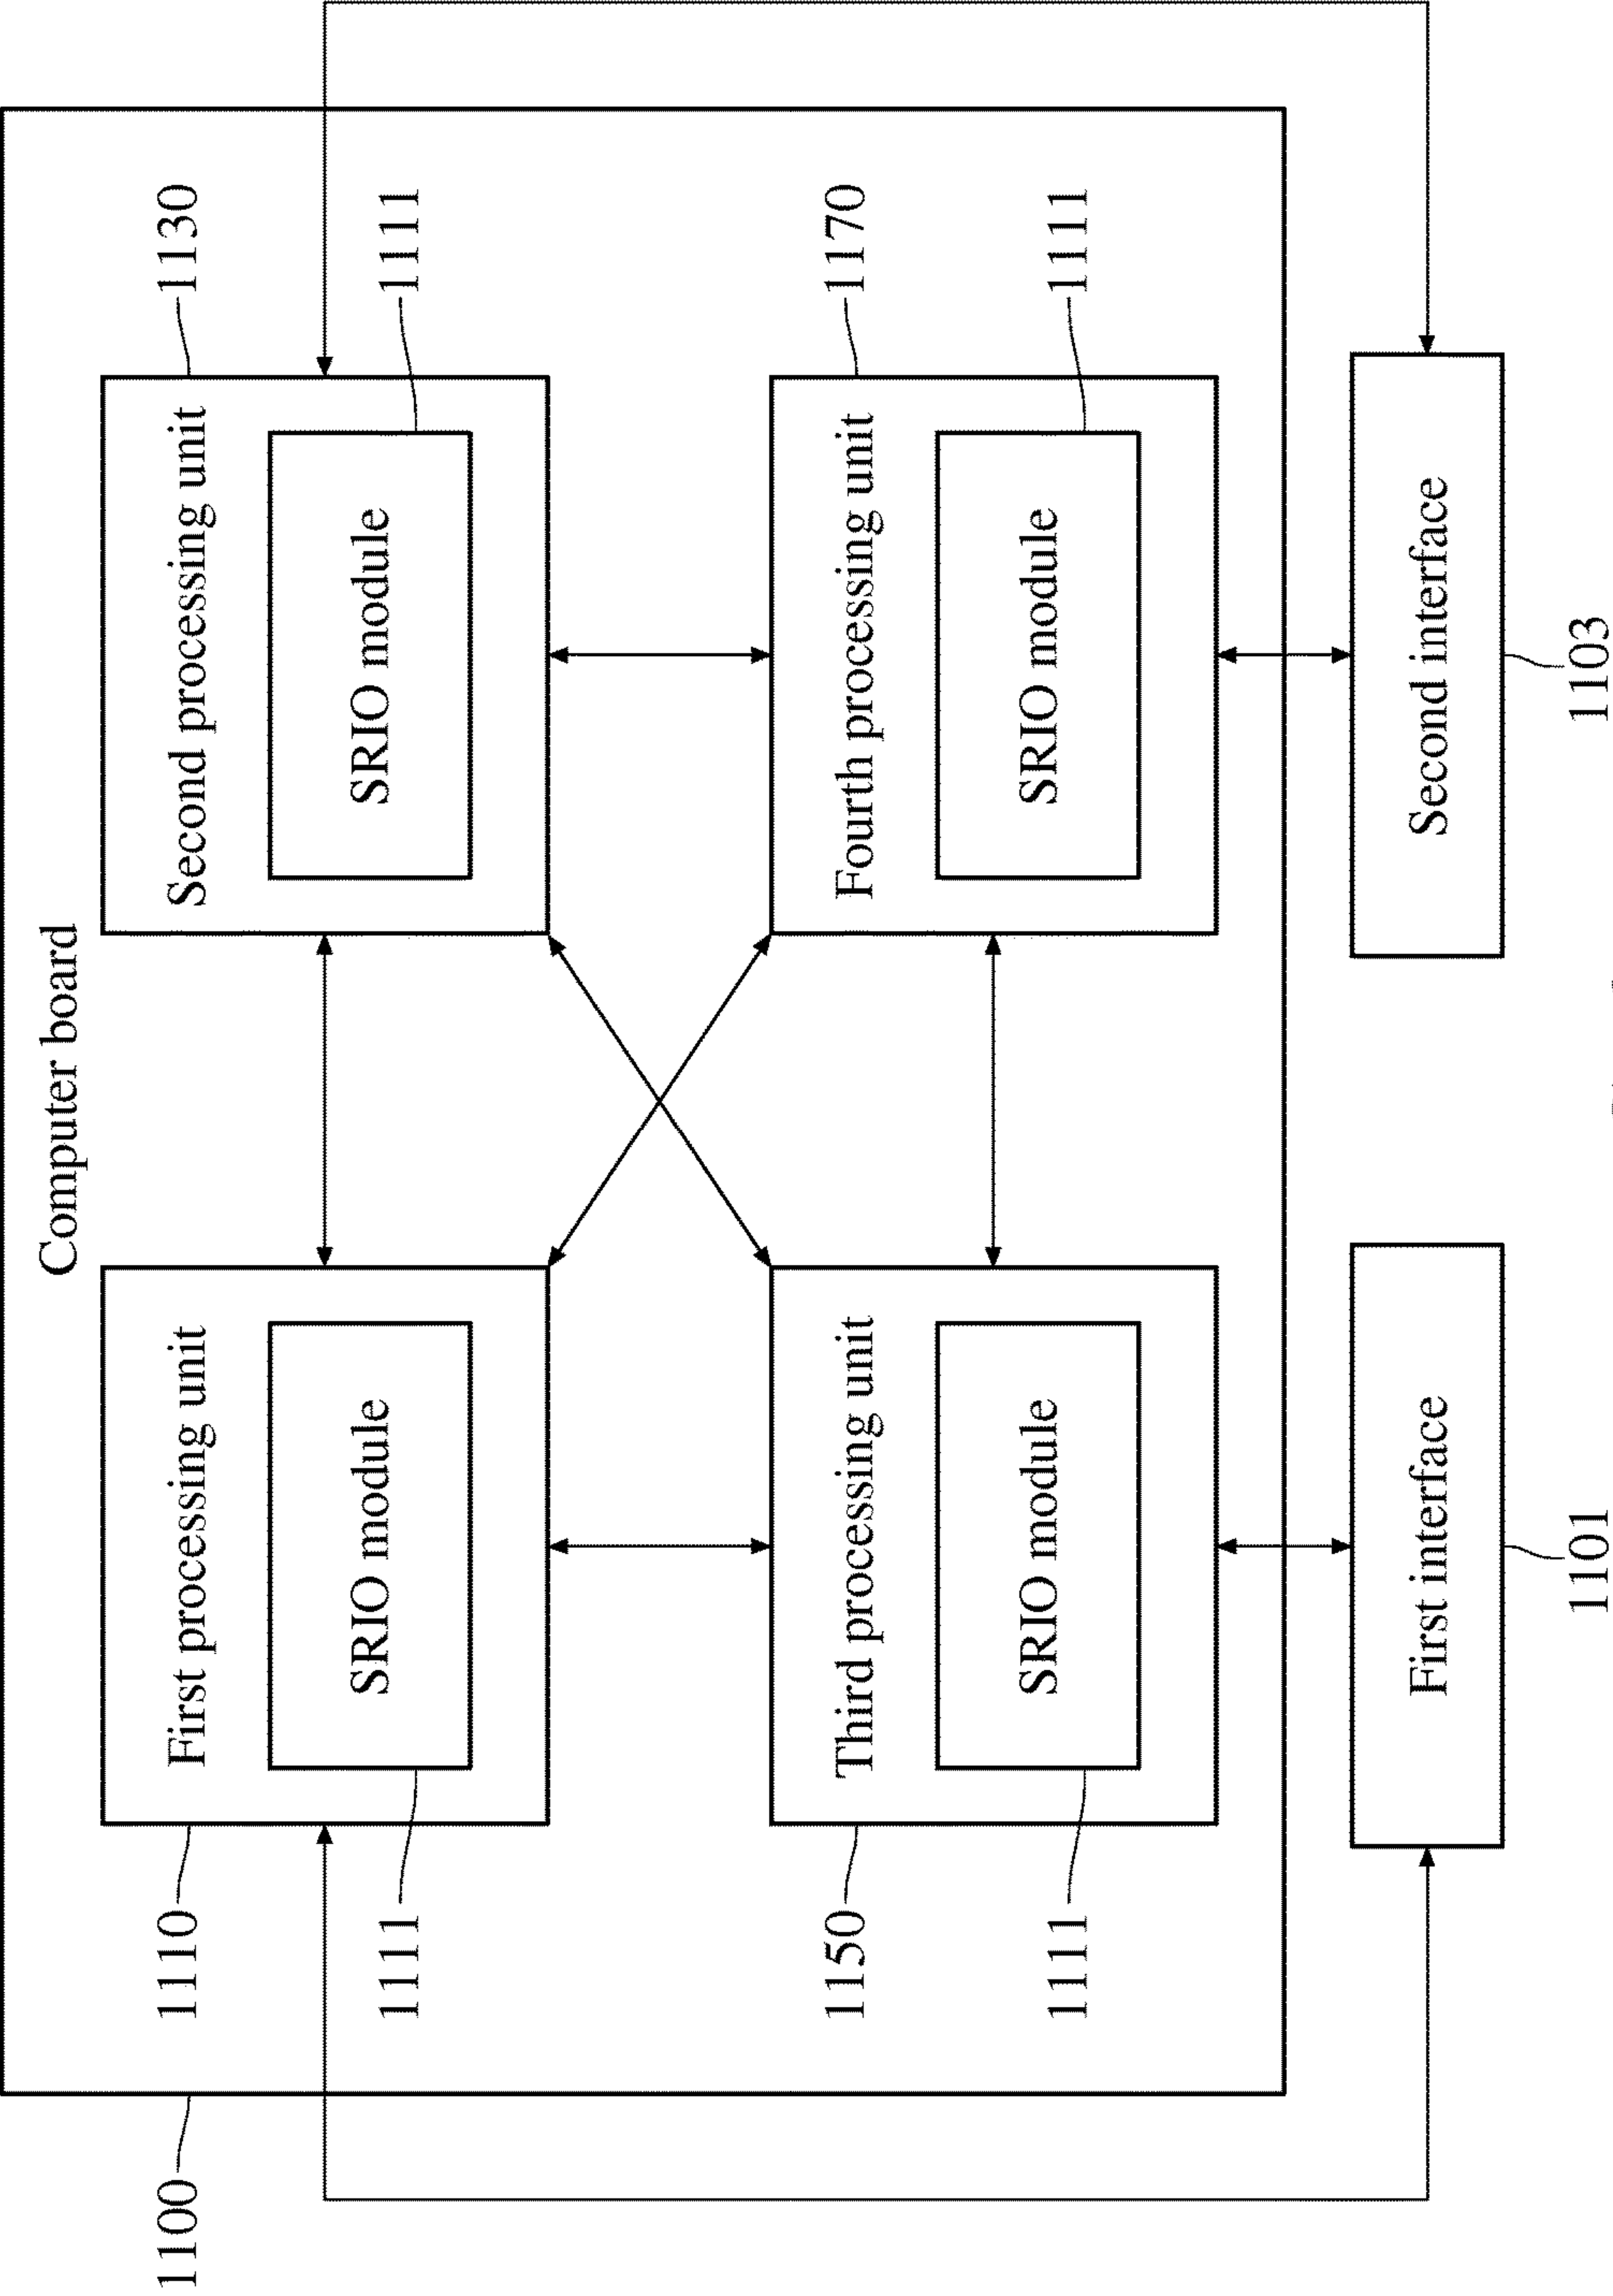 Computer board
1100
1110
First processing unit
1111
SRIO module
Second processing unit
1130
SRIO module
1111
1150
Third processing unit
1111
SRIO module
Fourth processing unit
1170
SRIO module
1111
First interface
1101
Second interface
1103